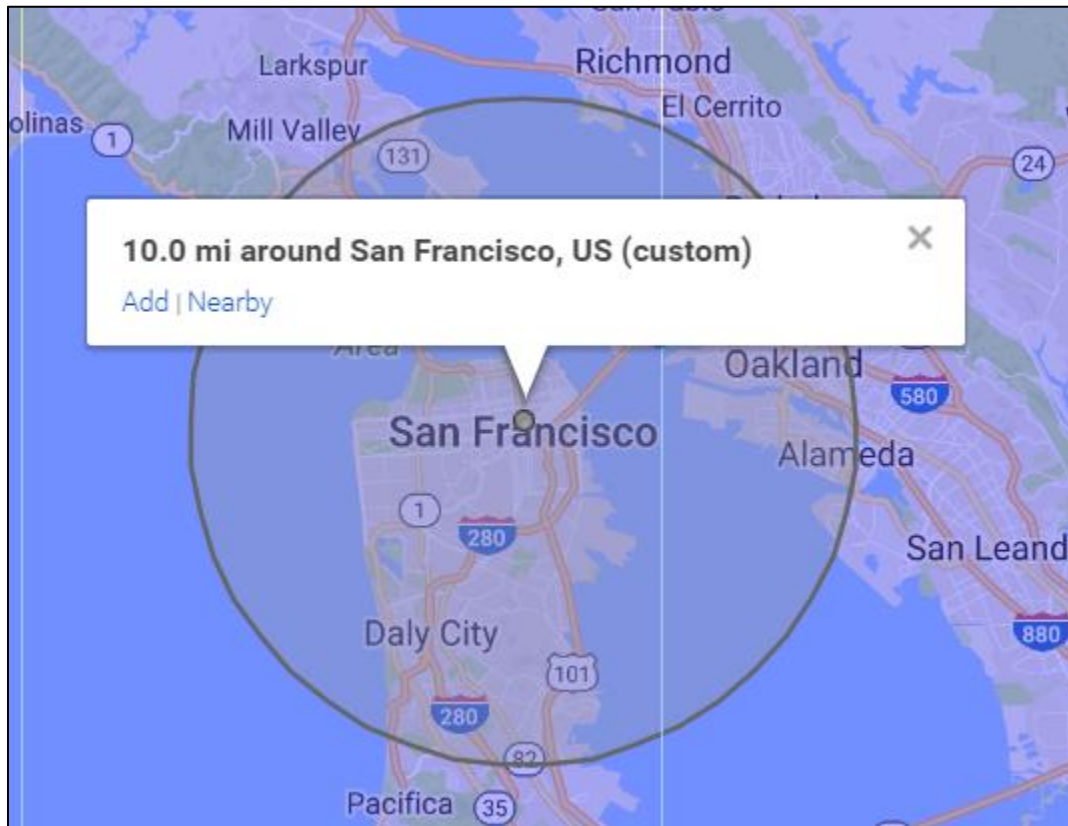 Larkspur
Richmond
El Cerrito
olinas
1
Mill Valley
131
24
10.0 mi around San Francisco, US (custom)
Add | Nearby
Area
Oakland
580
San Francisco
Alameda
1
280
San Leand
Daly City
880
101
280
82
Pacifica
35